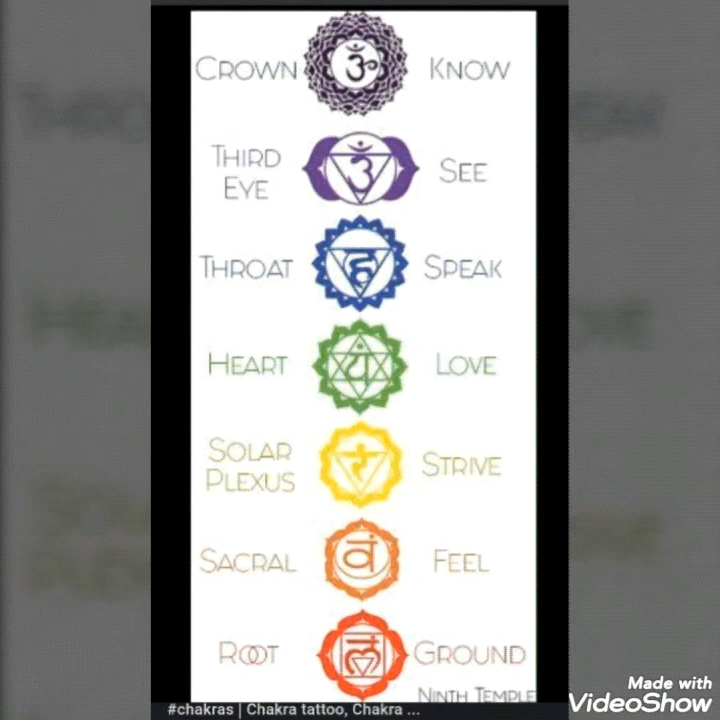 CROWN ॐ KNOW
THIRD
EYE ॐ SEE
THROAT हं SPEAK
HEART यं LOVE
SOLAR
PLEXUS रं STRIVE
SACRAL वं FEEL
ROOT लं GROUND
NINTH TEMPLE
#chakras | Chakra tattoo, Chakra ...
Made with
VideoShow